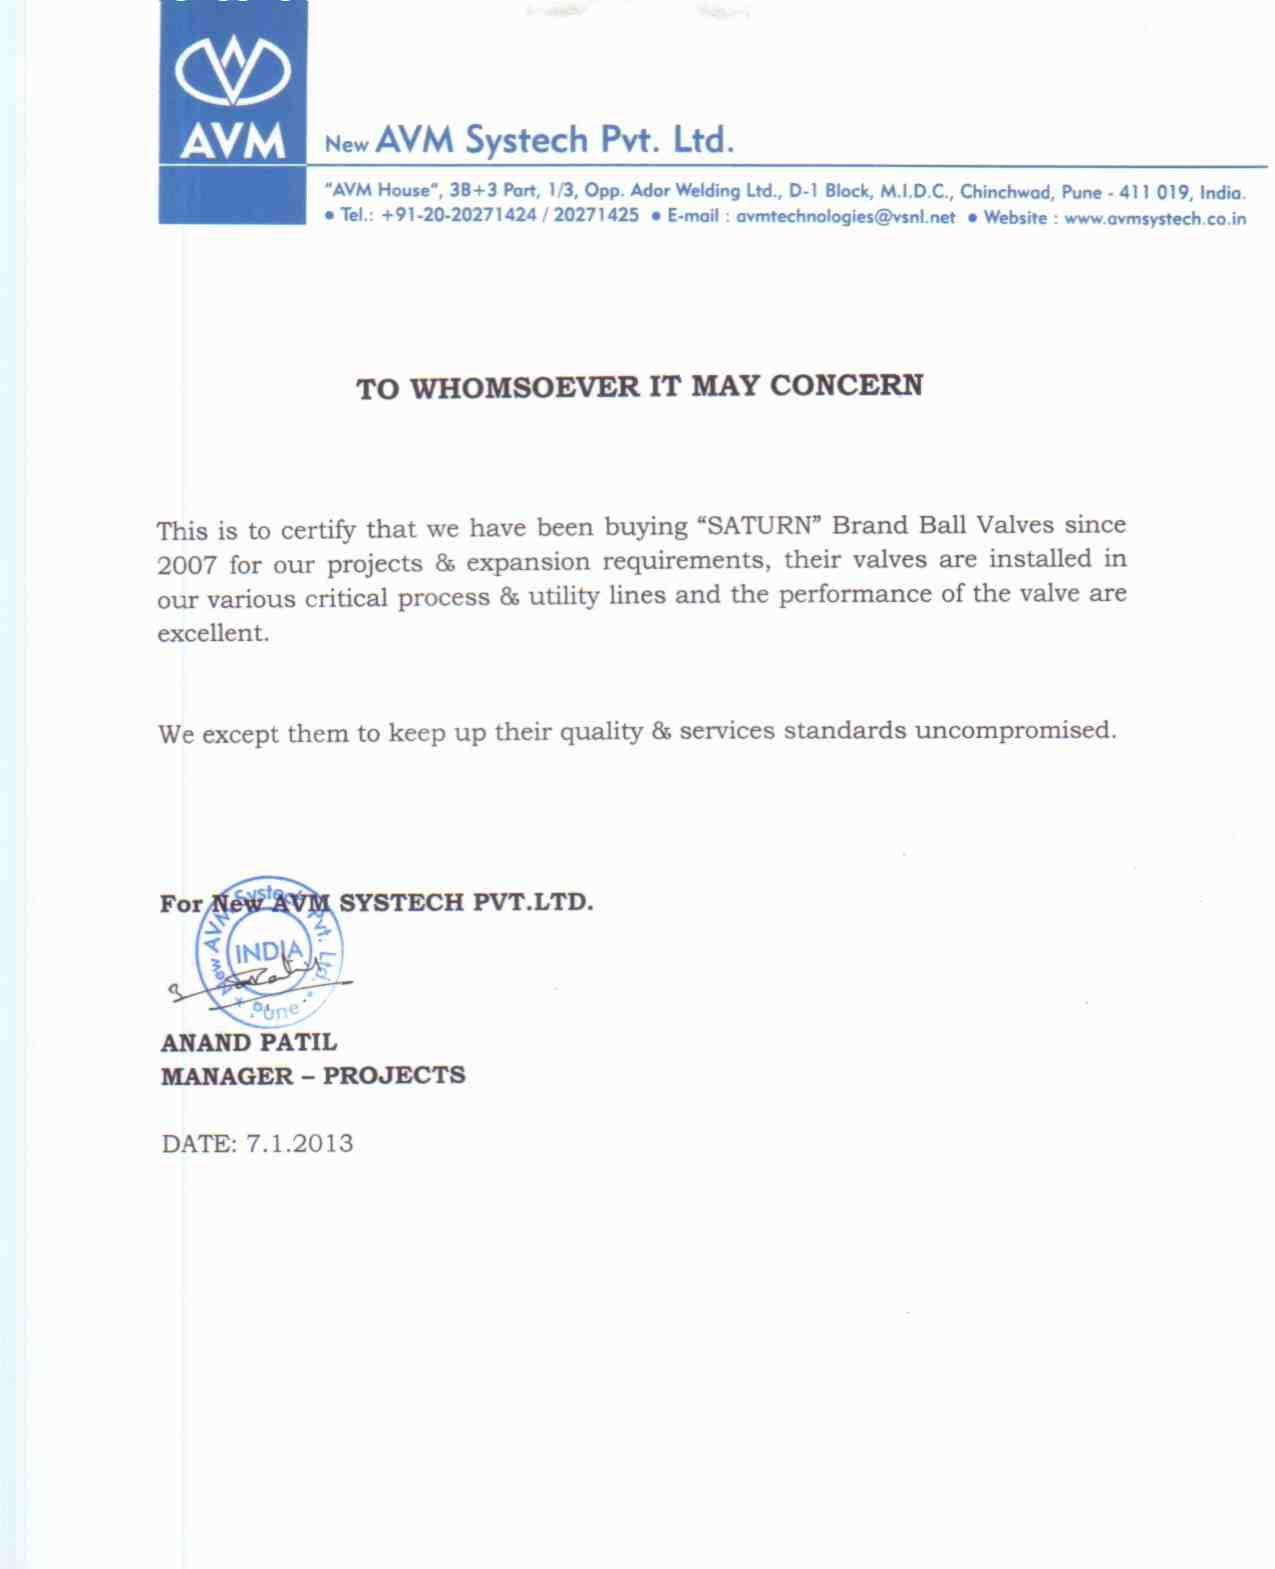 AVM
New AVM Systech Pvt. Ltd.
"AVM House", 3B+3 Part, 1/3, Opp. Ador Welding Ltd., D-1 Block, M.I.D.C., Chinchwad, Pune - 411 019, India.
• Tel.: +91-20-20271424 / 20271425 • E-mail : avmtechnologies@vsnl.net • Website : www.avmsystech.co.in
TO WHOMSOEVER IT MAY CONCERN
This is to certify that we have been buying “SATURN” Brand Ball Valves since
2007 for our projects & expansion requirements, their valves are installed in
our various critical process & utility lines and the performance of the valve are
excellent.
We except them to keep up their quality & services standards uncompromised.
For New AVM SYSTECH PVT.LTD.
New AVM Systech Pvt. Ltd.
INDIA
Pune
ANAND PATIL
MANAGER – PROJECTS
DATE: 7.1.2013